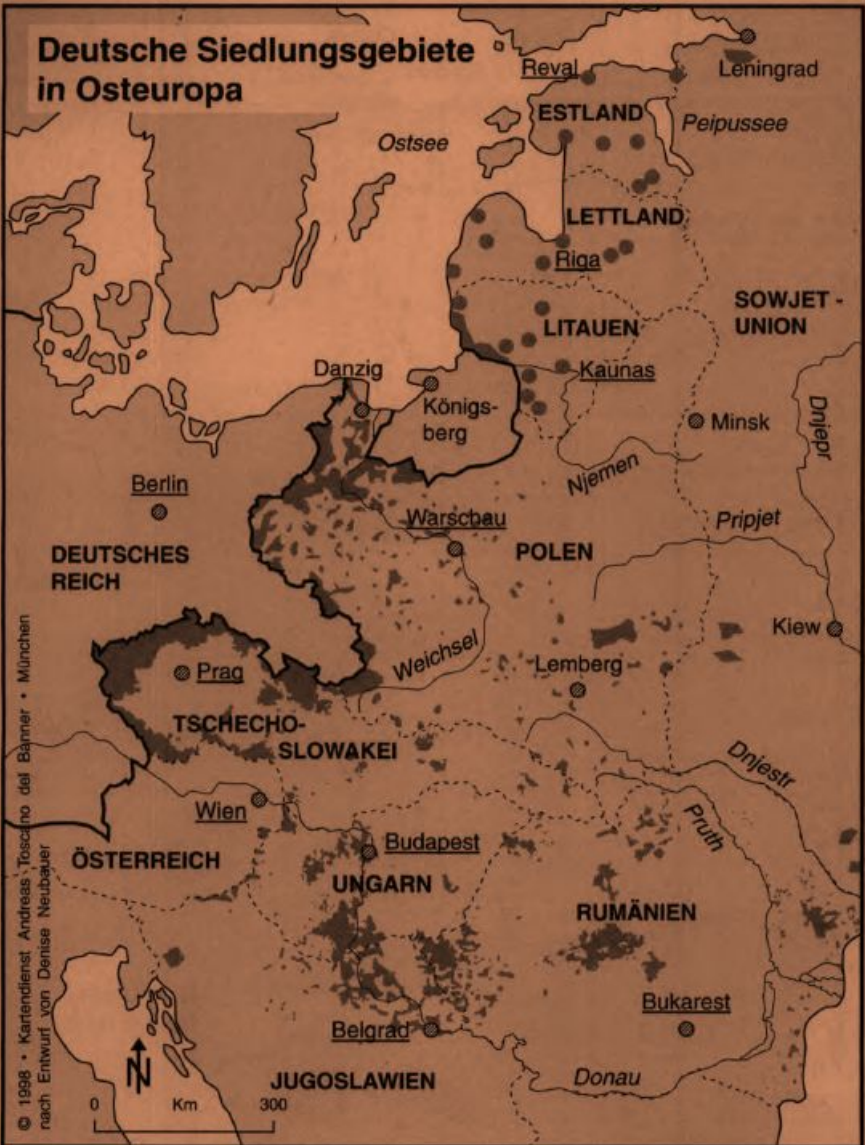 Deutsche Siedlungsgebiete
in Osteuropa
Reval
Leningrad
ESTLAND
Peipussee
Ostsee
LETTLAND
Riga
SOWJET -
UNION
LITAUEN
Danzig
Kaunas
Königs-
berg
Minsk
Dnjepr
Njemen
Berlin
Warschau
Pripjet
DEUTSCHES
REICH
POLEN
Kiew
Weichsel
Lemberg
Prag
TSCHECHO-
SLOWAKEI
Dnjestr
Wien
Pruth
Budapest
ÖSTERREICH
UNGARN
RUMÄNIEN
Bukarest
Belgrad
N
JUGOSLAWIEN
Donau
0 Km 300
© 1998 • Kartendienst Andreas Toscano del Banner • München
nach Entwurf von Denise Neubauer